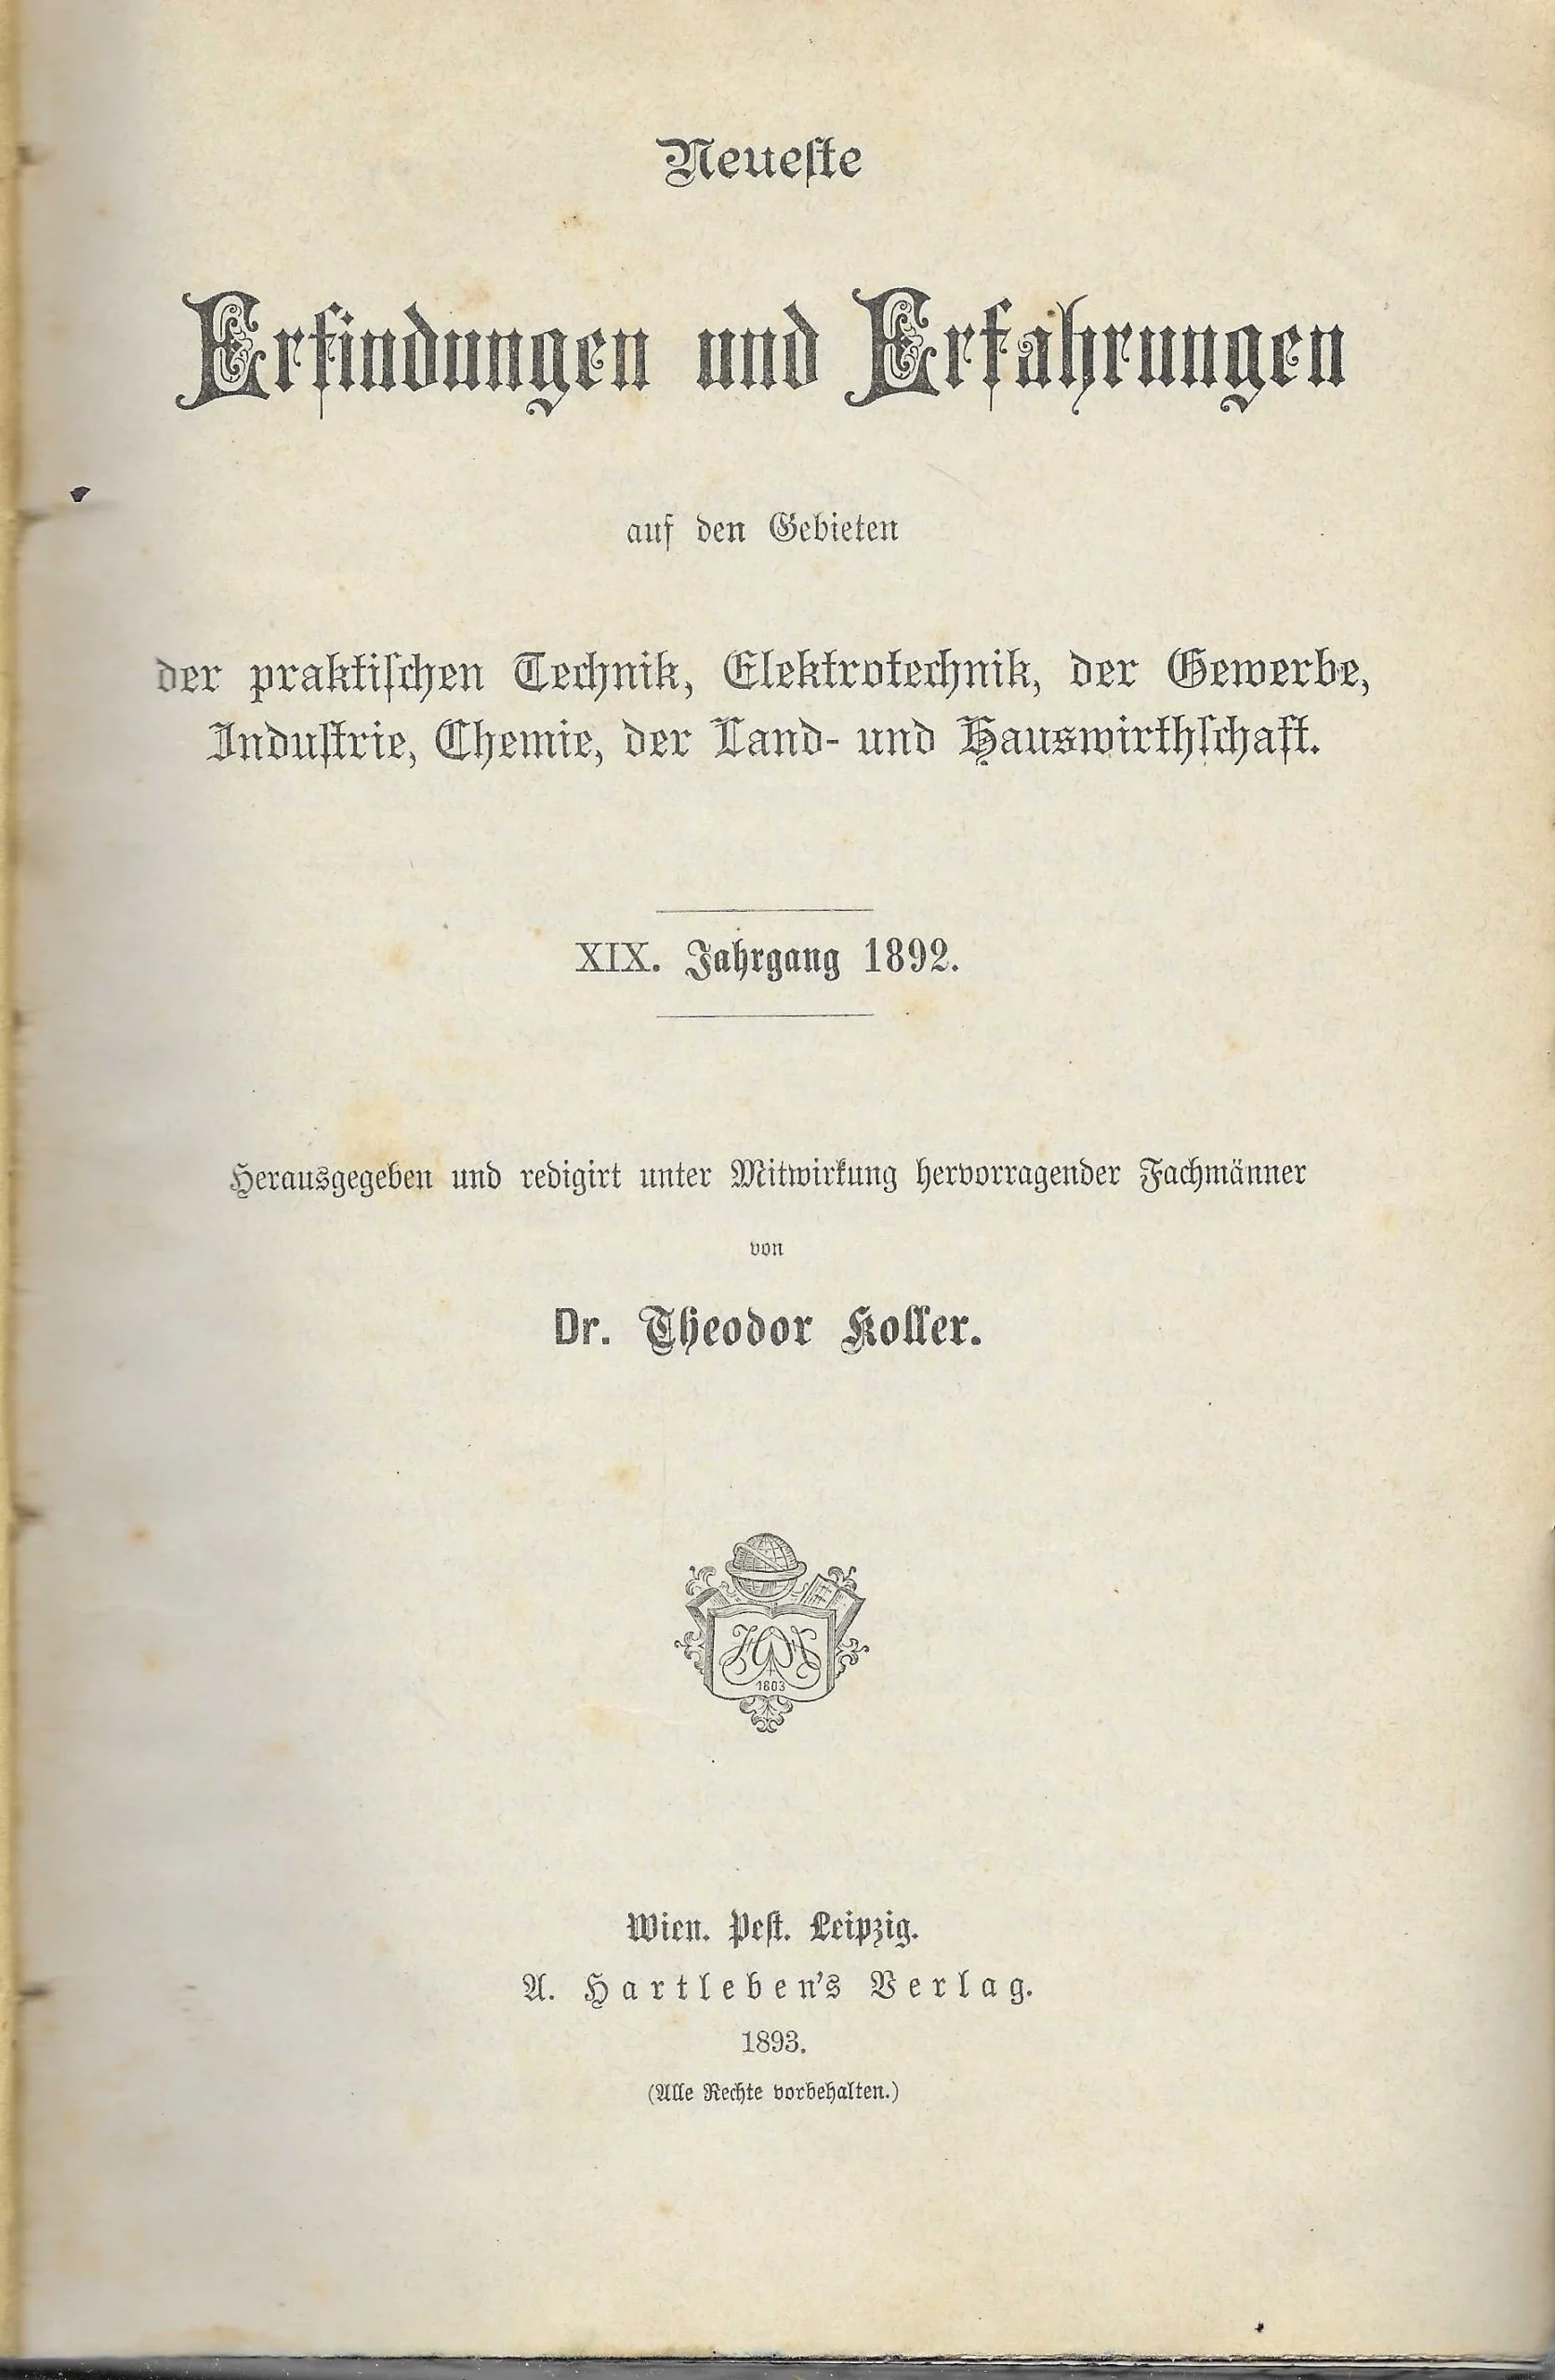 Neueste
Erfindungen und Erfahrungen
auf den Gebieten
der praktischen Technik, Elektrotechnik, der Gewerbe,
Industrie, Chemie, der Land- und Hauswirthschaft.
XIX. Jahrgang 1892.
Herausgegeben und redigirt unter Mitwirkung hervorragender Fachmänner
von
Dr. Theodor Koller.
1803
Wien. Pest. Leipzig.
A. Hartleben's Verlag.
1893.
(Alle Rechte vorbehalten.)